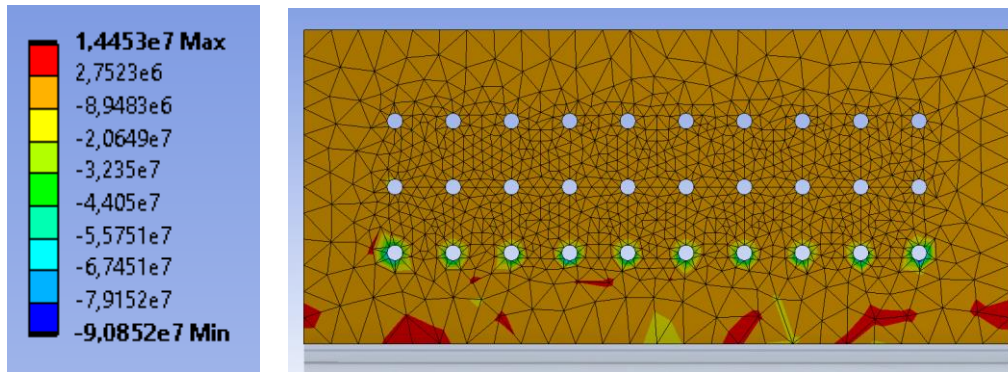 1,4453e7 Max
2,7523e6
-8,9483e6
-2,0649e7
-3,235e7
-4,405e7
-5,5751e7
-6,7451e7
-7,9152e7
-9,0852e7 Min